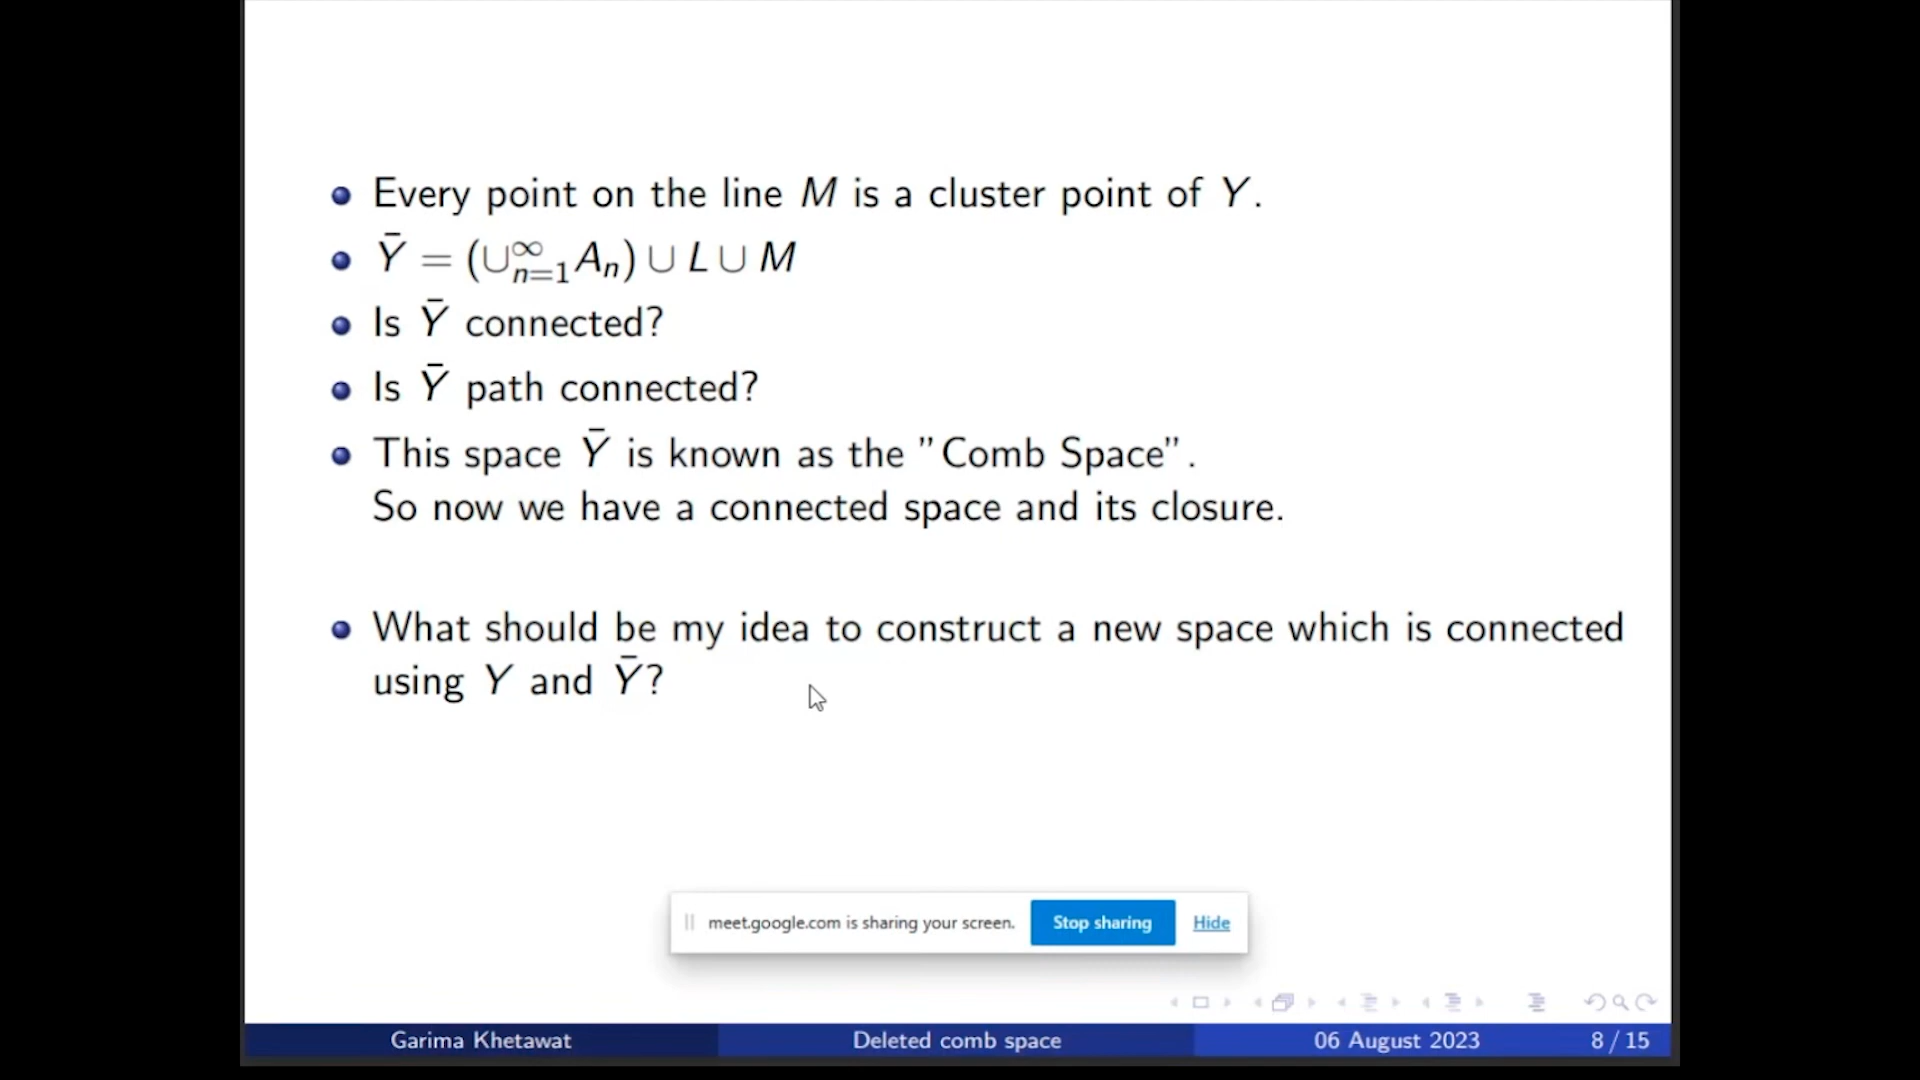 Every point on the line M is a cluster point of Y.
Ȳ = (∪∞n=1An) ∪ L ∪ M
Is Ȳ connected?
Is Ȳ path connected?
This space Ȳ is known as the ”Comb Space”.
So now we have a connected space and its closure.
What should be my idea to construct a new space which is connected
using Y and Ȳ?
meet.google.com is sharing your screen. Stop sharing Hide
Garima Khetawat Deleted comb space 06 August 2023 8 / 15